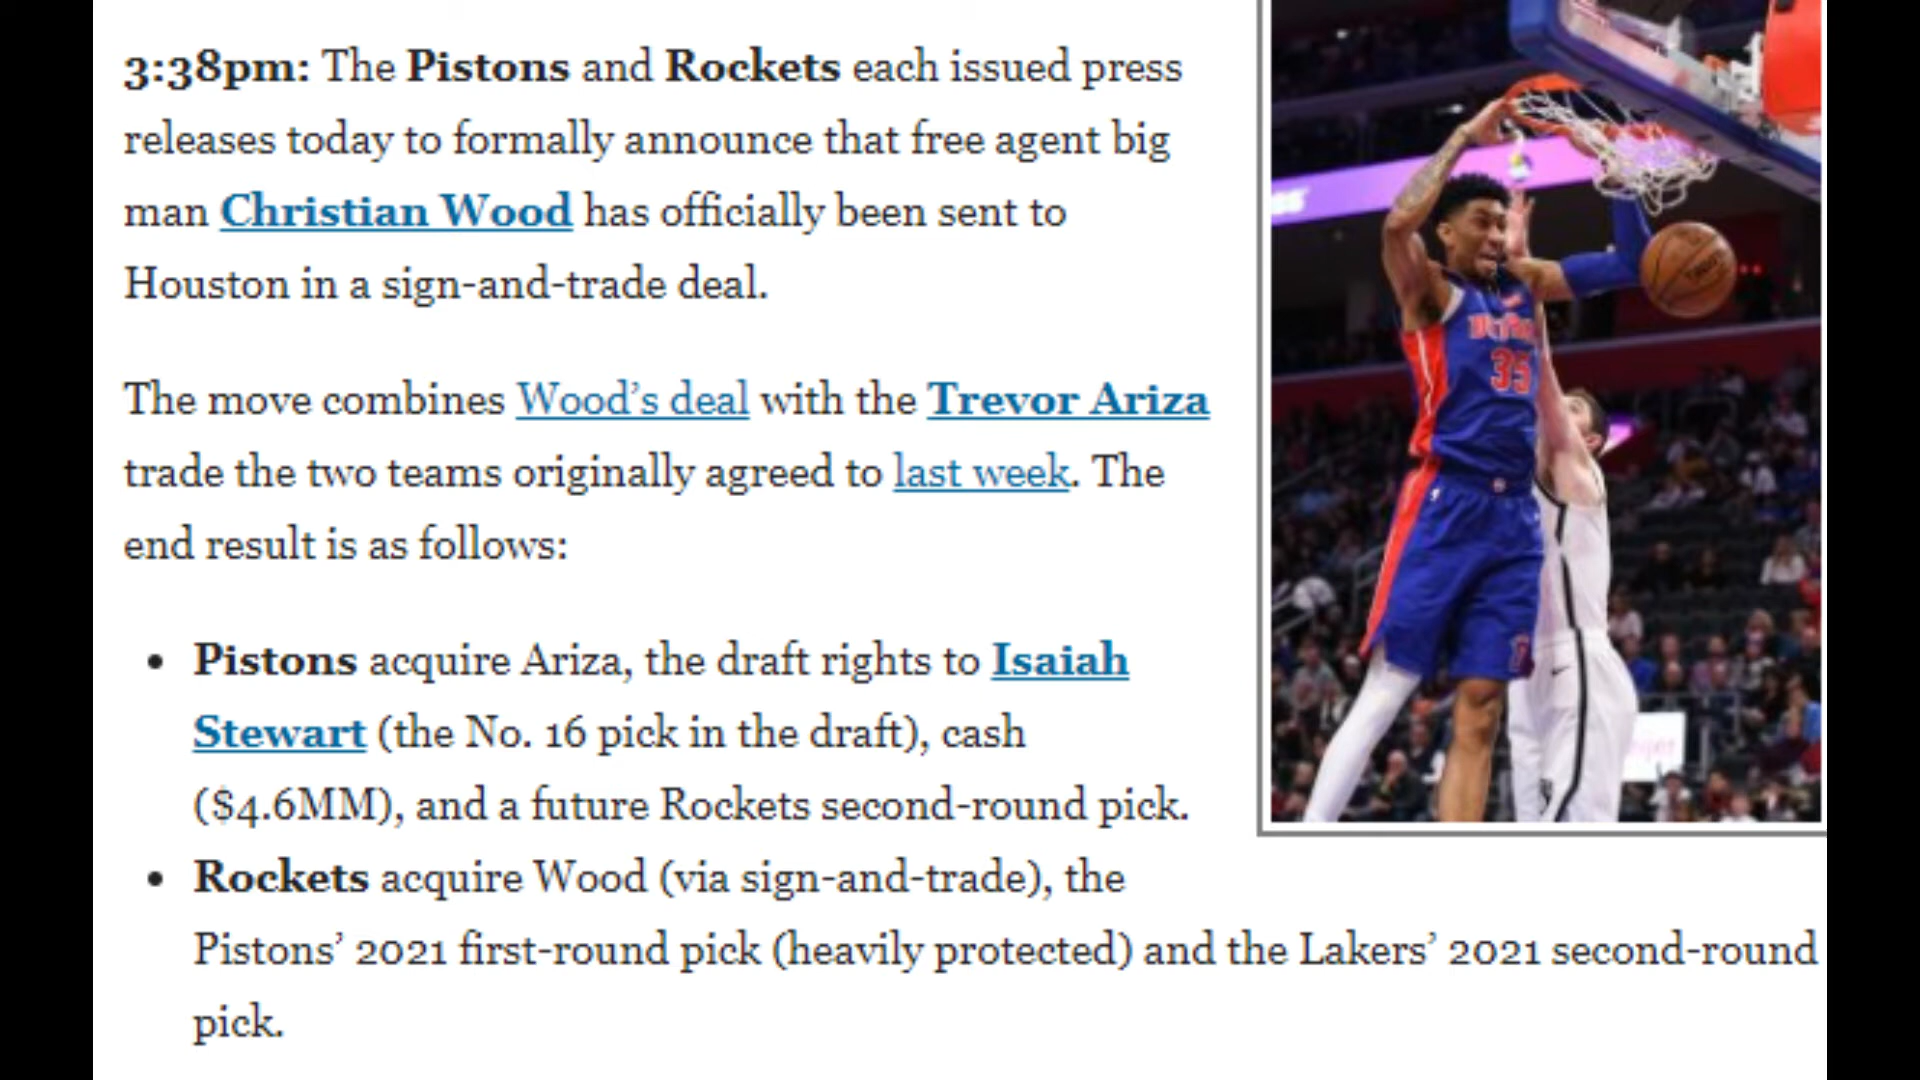 3:38pm: The Pistons and Rockets each issued press
releases today to formally announce that free agent big
man Christian Wood has officially been sent to
Houston in a sign-and-trade deal.
The move combines Wood’s deal with the Trevor Ariza
trade the two teams originally agreed to last week. The
end result is as follows:
• Pistons acquire Ariza, the draft rights to Isaiah
Stewart (the No. 16 pick in the draft), cash
($4.6MM), and a future Rockets second-round pick.
• Rockets acquire Wood (via sign-and-trade), the
Pistons’ 2021 first-round pick (heavily protected) and the Lakers’ 2021 second-round
pick.
DETROIT
35